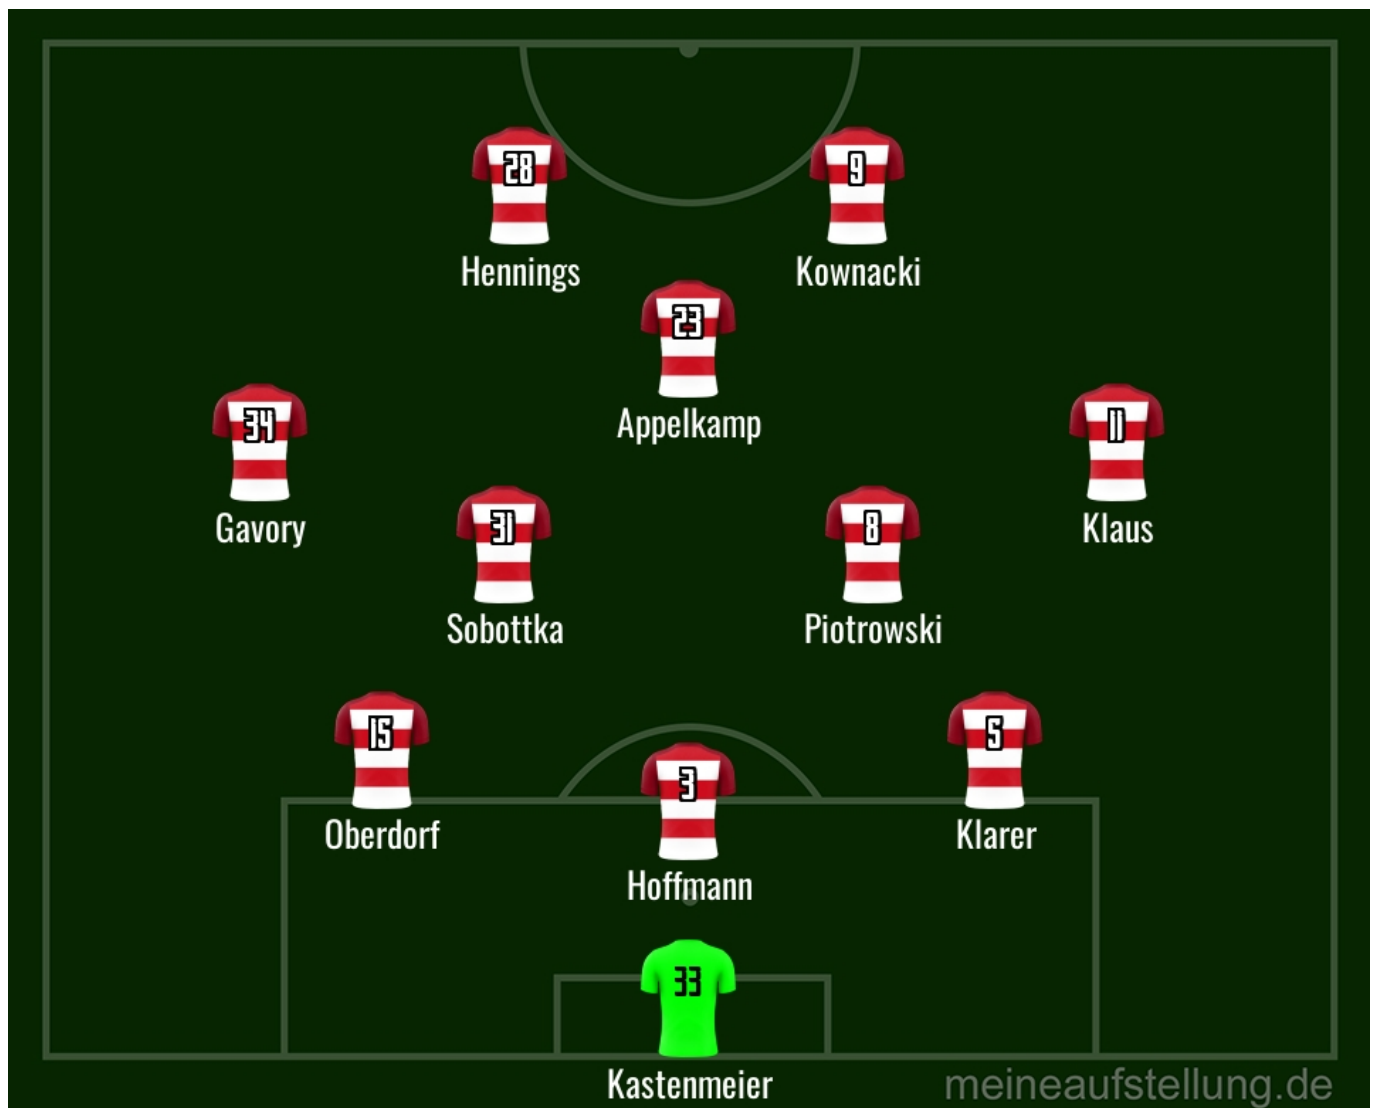 28
9
Hennings
Kownacki
23
Appelkamp
34
11
Gavory
Klaus
31
8
Sobottka
Piotrowski
15
5
Oberdorf
Klarer
3
Hoffmann
33
Kastenmeier
meineaufstellung.de